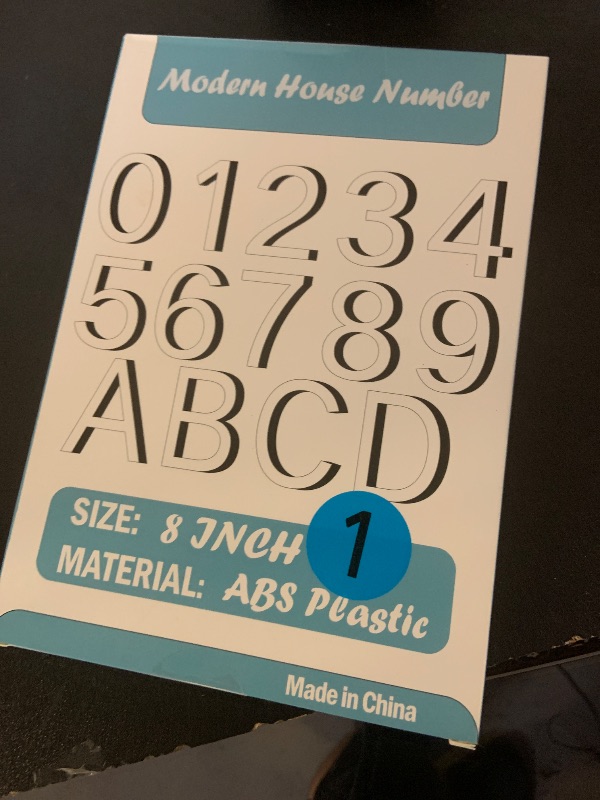 Modern House Number
01234
56789
ABCD
SIZE: 8 INCH
1
MATERIAL: ABS Plastic
Made in China